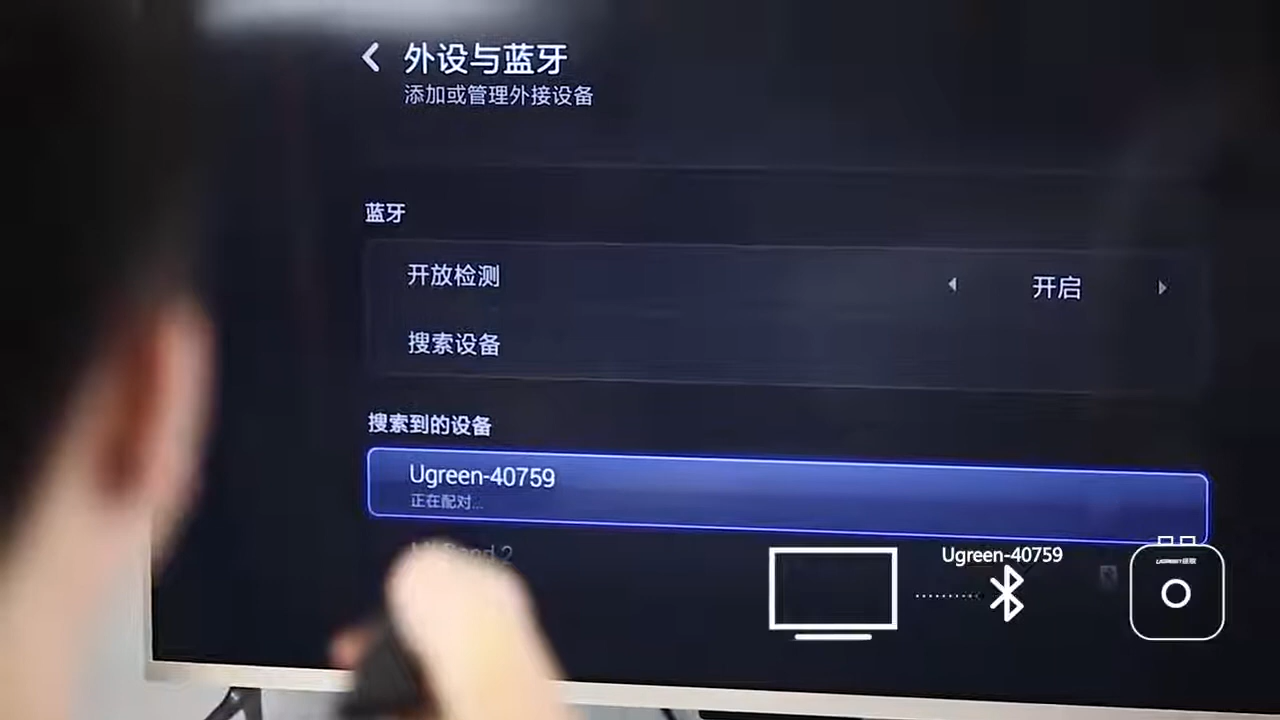 外设与蓝牙
添加或管理外接设备
蓝牙
开放检测
开启
搜索设备
搜索到的设备
Ugreen-40759
正在配对...
Ugreen-40759